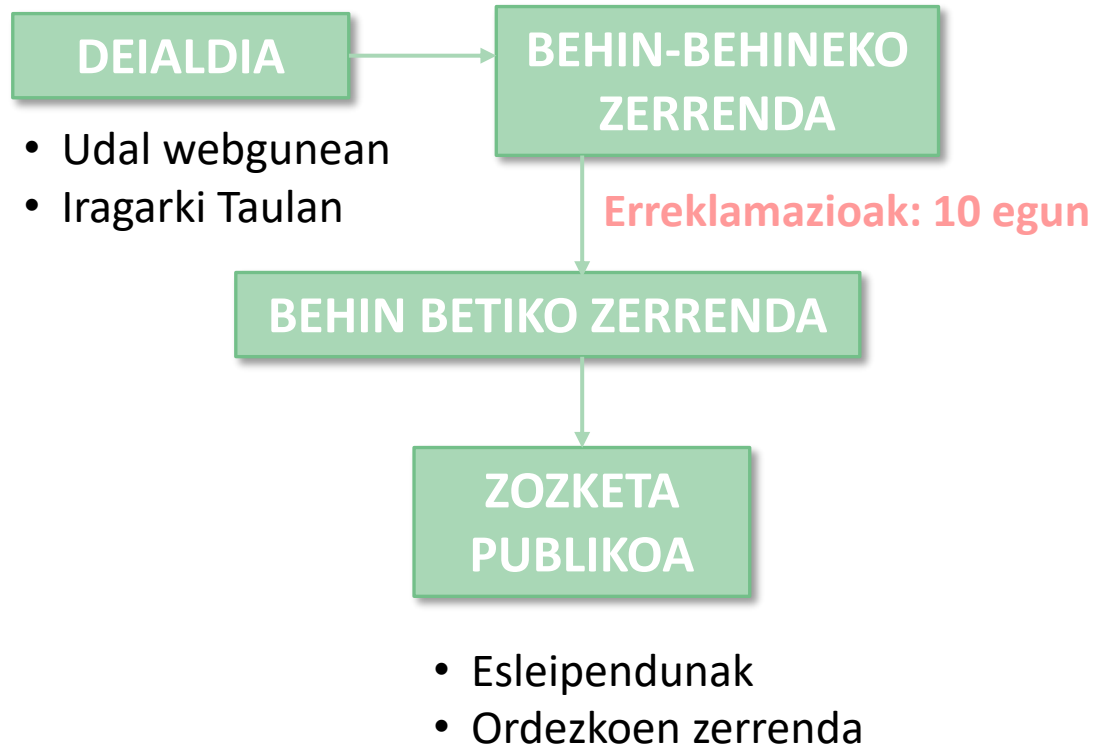 DEIALDIA
• Udal webgunean
• Iragarki Taulan
BEHIN-BEHINEKO
ZERRENDA
Erreklamazioak: 10 egun
BEHIN BETIKO ZERRENDA
ZOZKETA
PUBLIKOA
• Esleipendunak
• Ordezkoen zerrenda